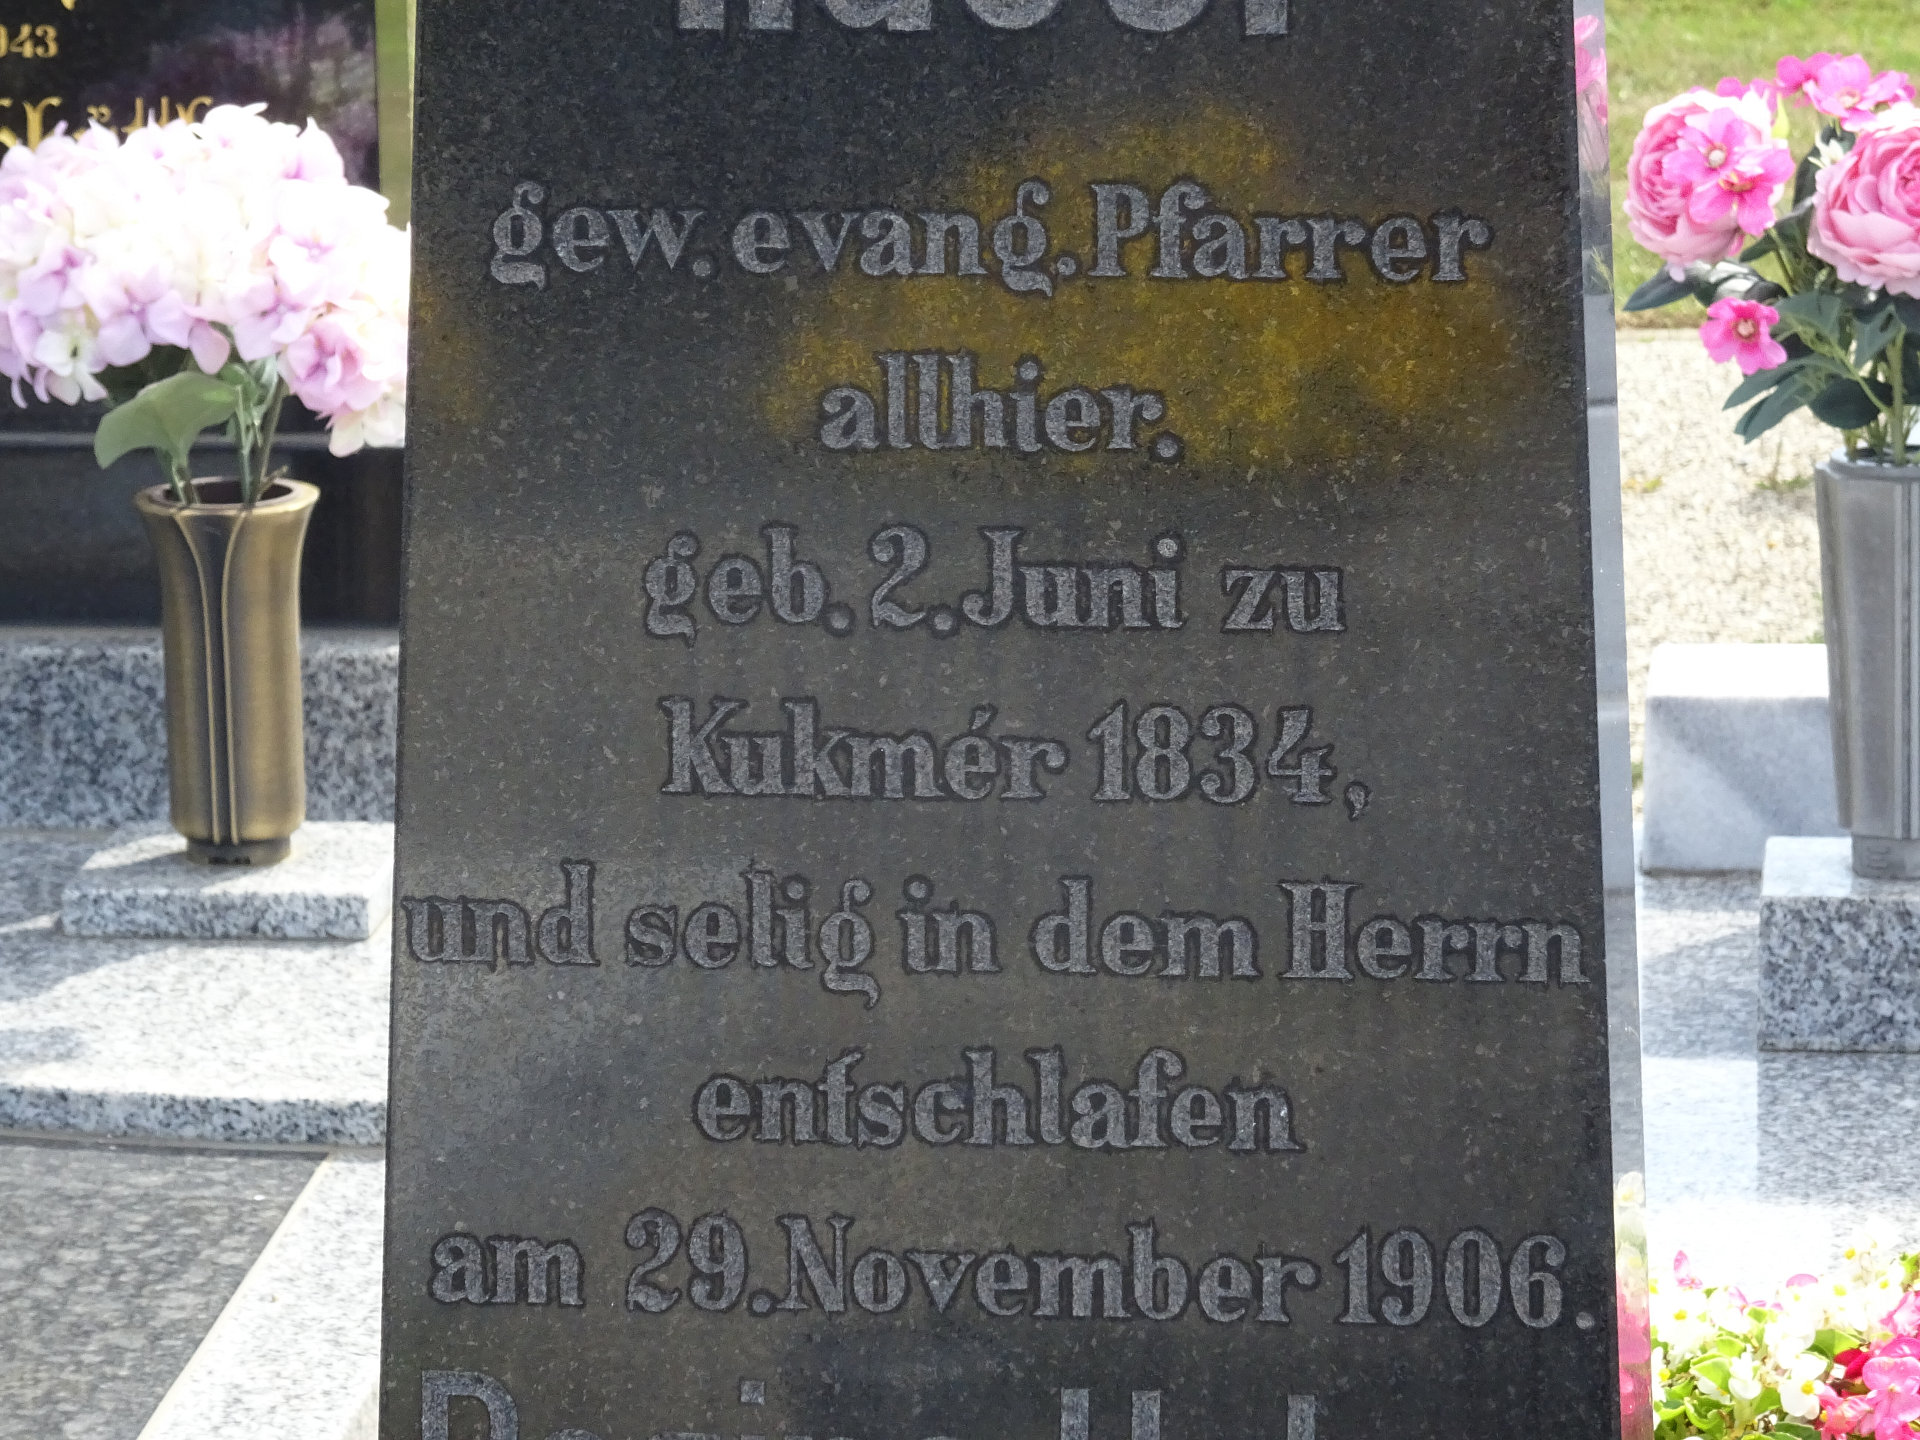 943
gew. evang. Pfarrer
allhier.
geb. 2. Juni zu
Kukmér 1834,
und selig in dem Herrn
entschlafen
am 29. November 1906.